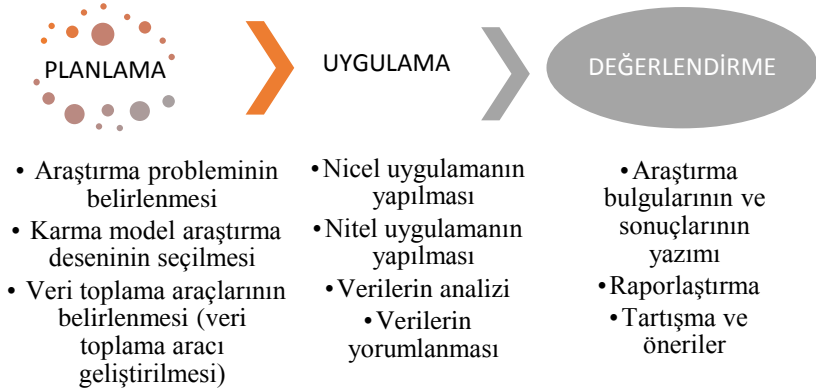 PLANLAMA
UYGULAMA
DEĞERLENDİRME
• Araştırma probleminin
belirlenmesi
• Karma model araştırma
deseninin seçilmesi
• Veri toplama araçlarının
belirlenmesi (veri
toplama aracı
geliştirilmesi)
•Nicel uygulamanın
yapılması
•Nitel uygulamanın
yapılması
•Verilerin analizi
•Verilerin
yorumlanması
•Araştırma
bulgularının ve
sonuçlarının
yazımı
•Raporlaştırma
•Tartışma ve
öneriler